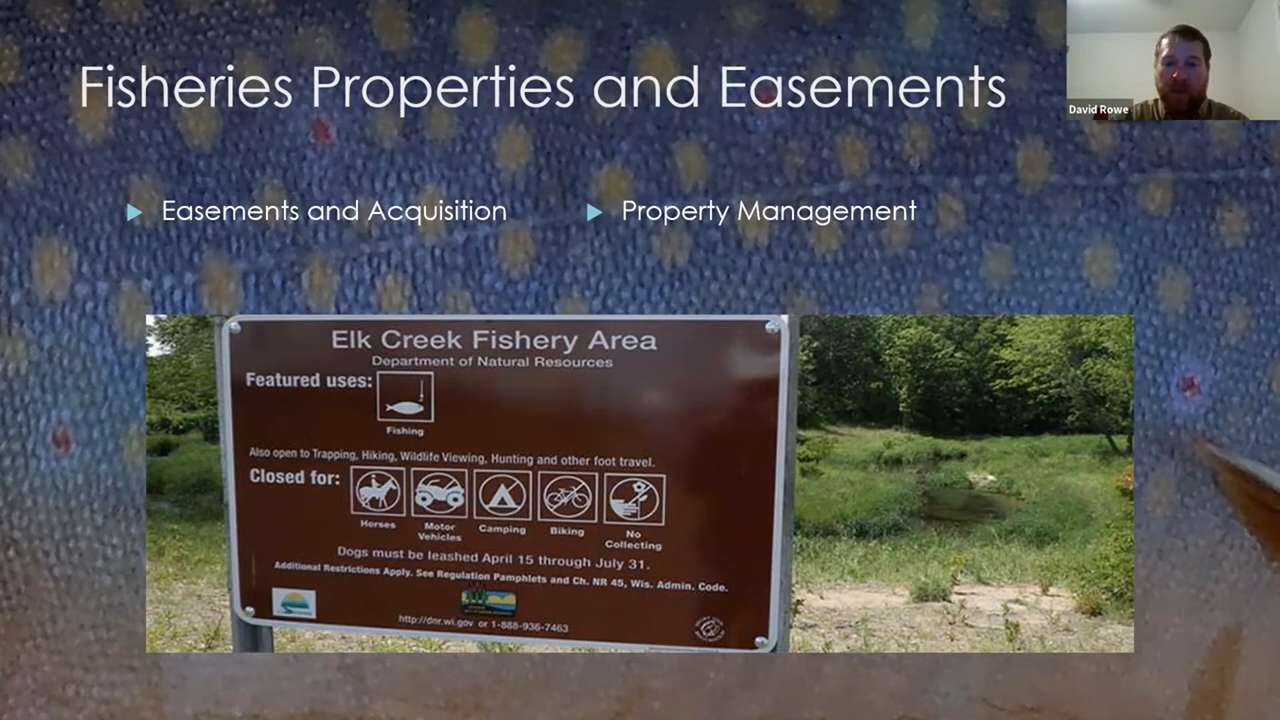 Fisheries Properties and Easements
David Rowe
Easements and Acquisition
Property Management
Elk Creek Fishery Area
Department of Natural Resources
Featured uses:
Fishing
Also open to Trapping, Hiking, Wildlife Viewing, Hunting and other foot travel.
Closed for:
Horses
Motor Vehicles
Camping
Biking
No Collecting
Dogs must be leashed April 15 through July 31.
Additional Restrictions Apply. See Regulation Pamphlets and Ch. NR 45, Wis. Admin. Code.
http://dnr.wi.gov or 1-888-936-7463